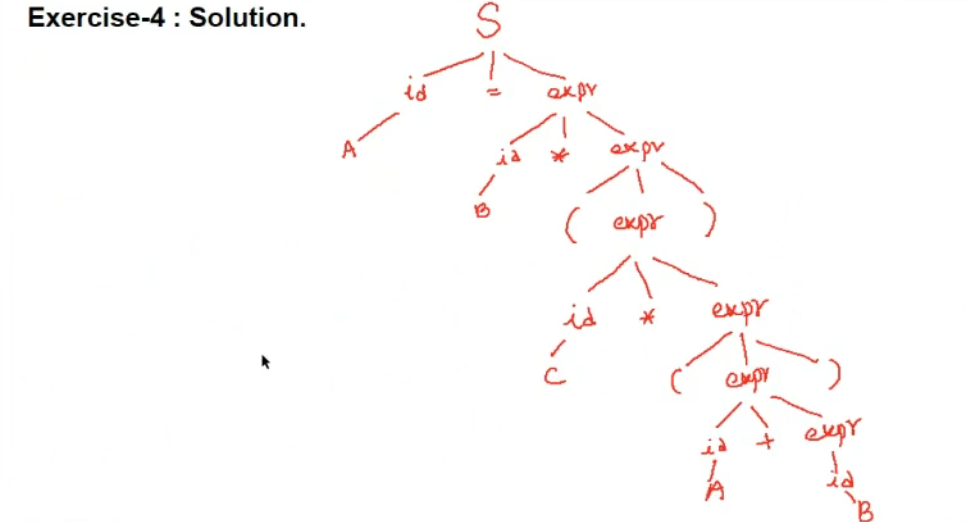 Exercise-4 : Solution.
S
id = expr
A
id * expr
B
( expr )
id * expr
C
( expr )
id + expr
A id
B